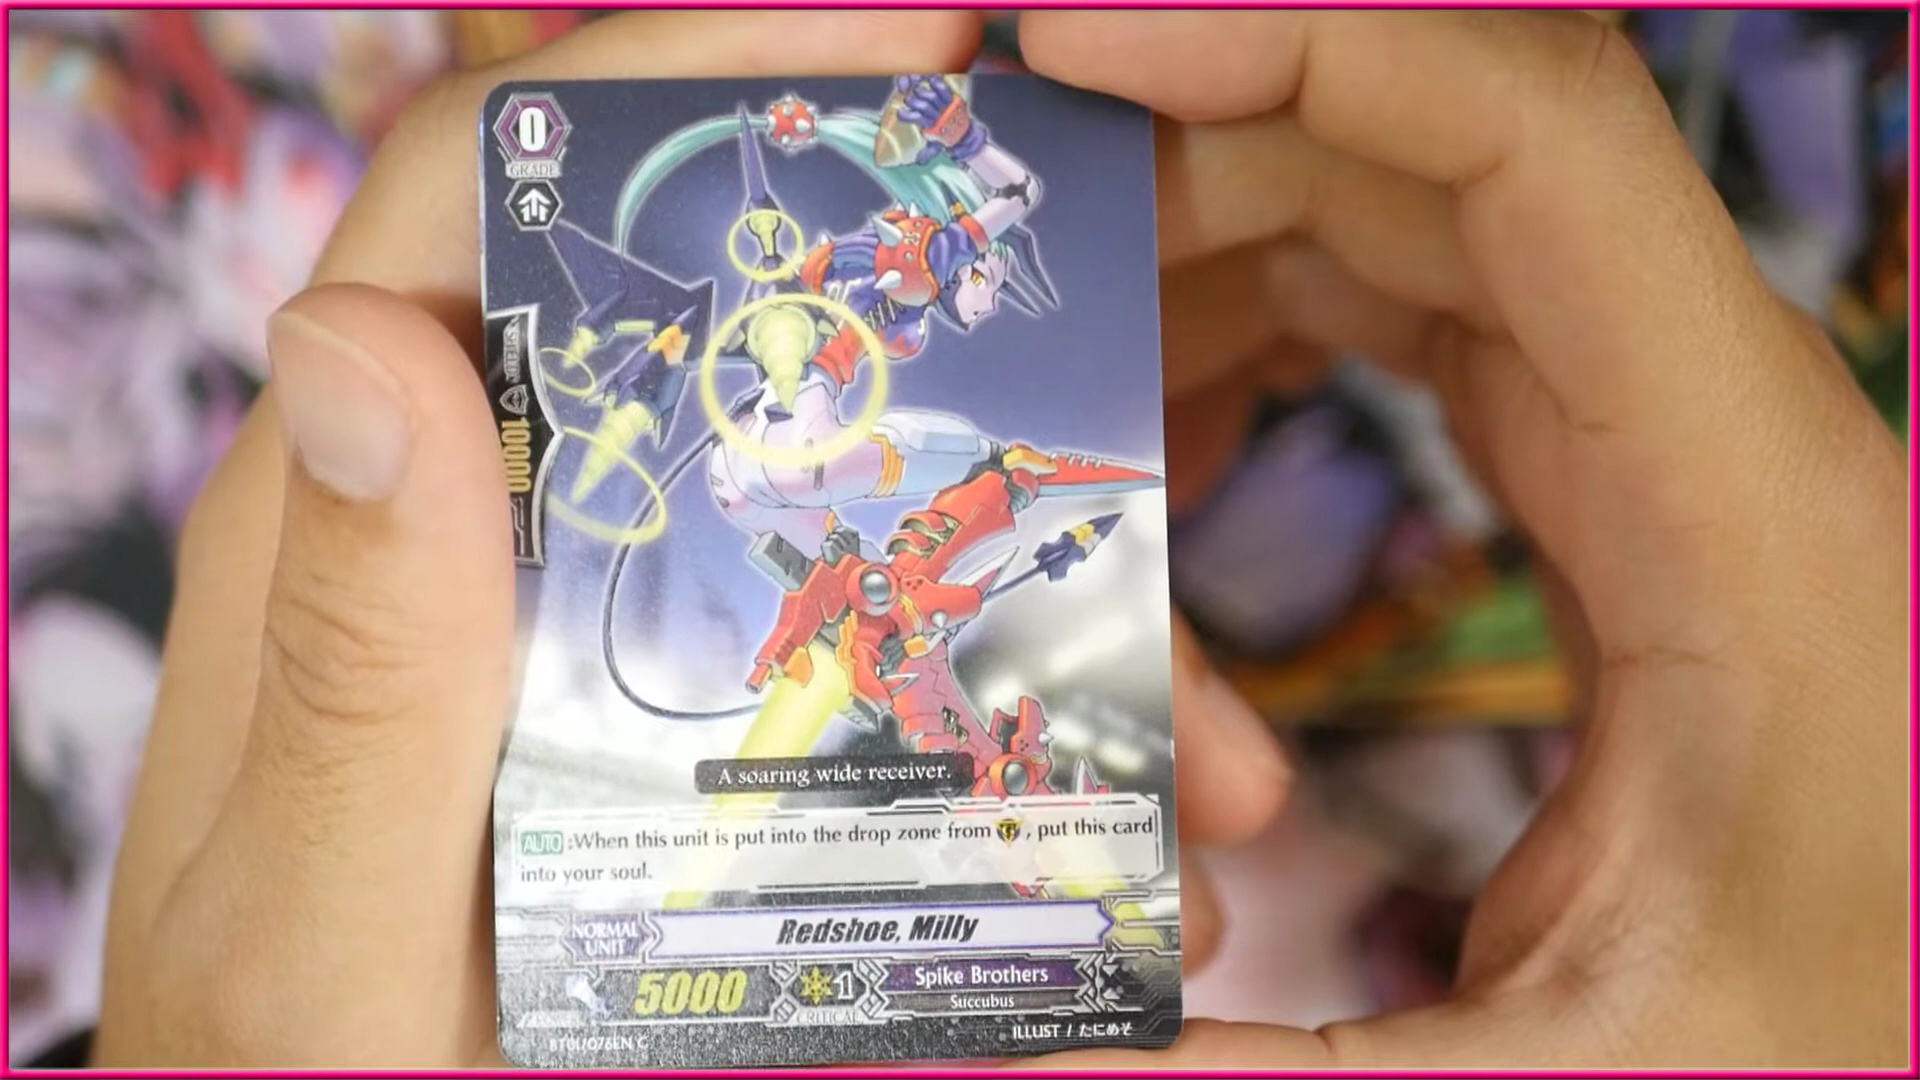 0
GRADE
SHIELD
10000
25
A soaring wide receiver.
AUTO :When this unit is put into the drop zone from , put this card
into your soul.
NORMAL
UNIT
Redshoe, Milly
5000
1
CRITICAL
Spike Brothers
Succubus
ILLUST / たにめそ
BT01/076EN C